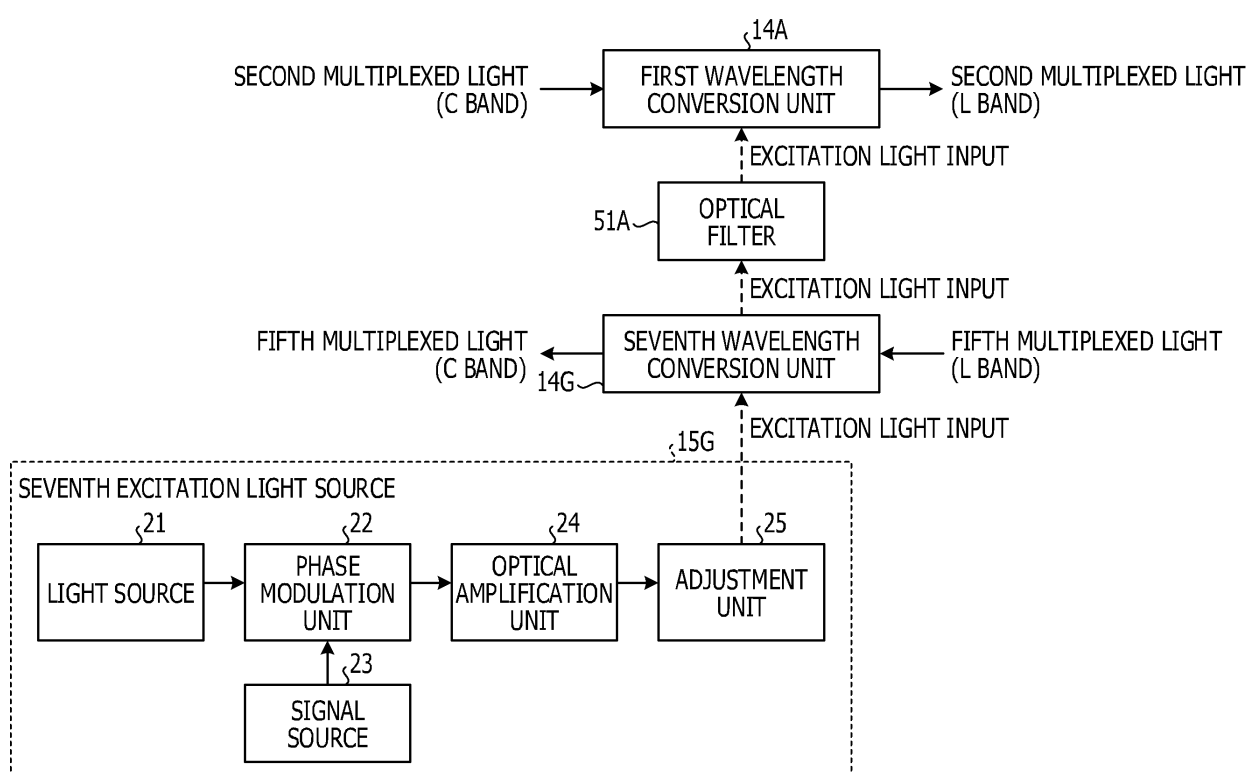 14A
SECOND MULTIPLEXED LIGHT
(C BAND)
FIRST WAVELENGTH
CONVERSION UNIT
SECOND MULTIPLEXED LIGHT
(L BAND)
EXCITATION LIGHT INPUT
51A
OPTICAL
FILTER
EXCITATION LIGHT INPUT
FIFTH MULTIPLEXED LIGHT
(C BAND)
SEVENTH WAVELENGTH
CONVERSION UNIT
FIFTH MULTIPLEXED LIGHT
(L BAND)
14G
EXCITATION LIGHT INPUT
15G
SEVENTH EXCITATION LIGHT SOURCE
21
22
24
25
LIGHT SOURCE
PHASE
MODULATION
UNIT
OPTICAL
AMPLIFICATION
UNIT
ADJUSTMENT
UNIT
23
SIGNAL
SOURCE